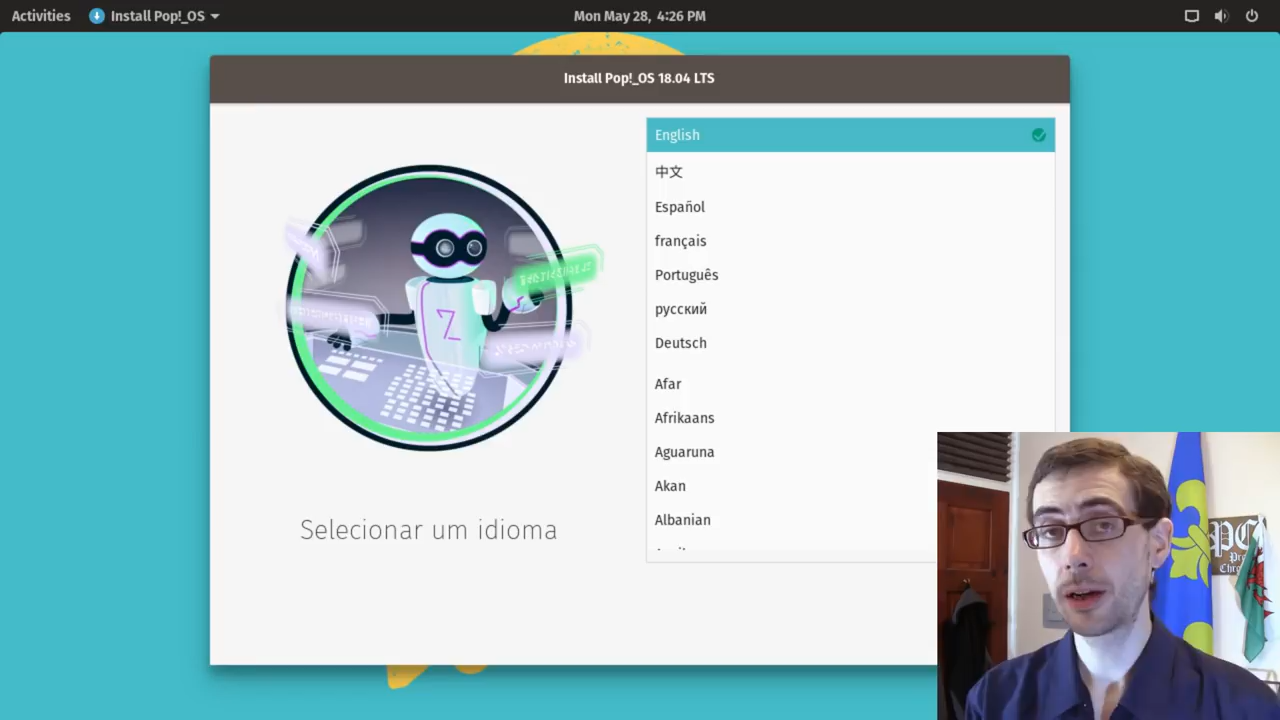 Activities
Install Pop!_OS
Mon May 28, 4:26 PM
Install Pop!_OS 18.04 LTS
English
中文
Español
français
Português
русский
Deutsch
Afar
Afrikaans
Aguaruna
Akan
Albanian
Selecionar um idioma
Z
PC